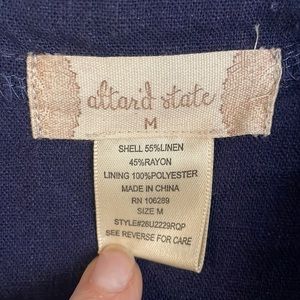 altar'd state
M
SHELL 55%LINEN
45%RAYON
LINING 100%POLYESTER
MADE IN CHINA
RN 106289
SIZE M
STYLE#26U2229RQP
SEE REVERSE FOR CARE